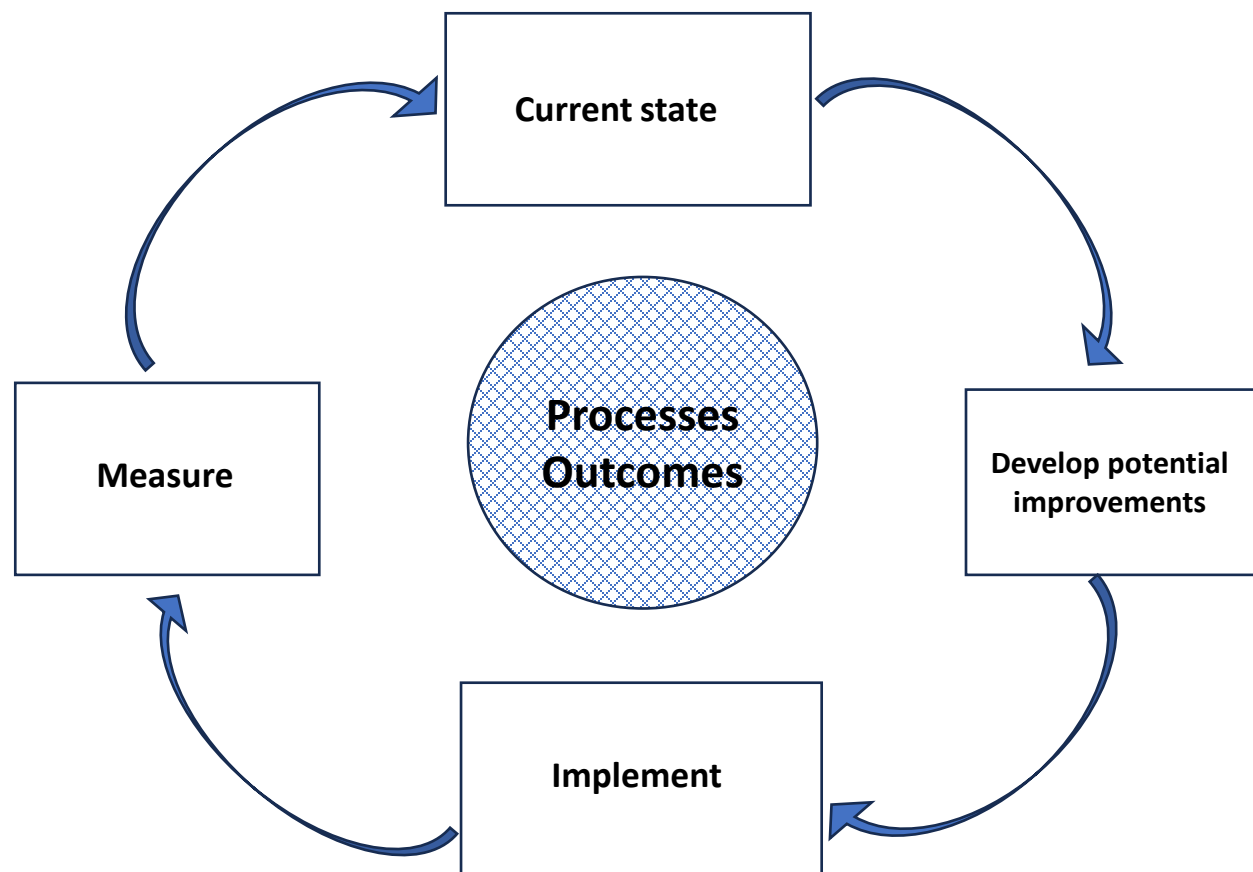 Current state
Processes
Outcomes
Measure
Develop potential
improvements
Implement